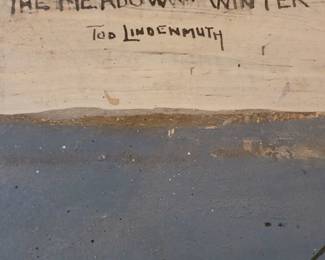 THE MEADOW IN WINTER
TOD LINDENMUTH